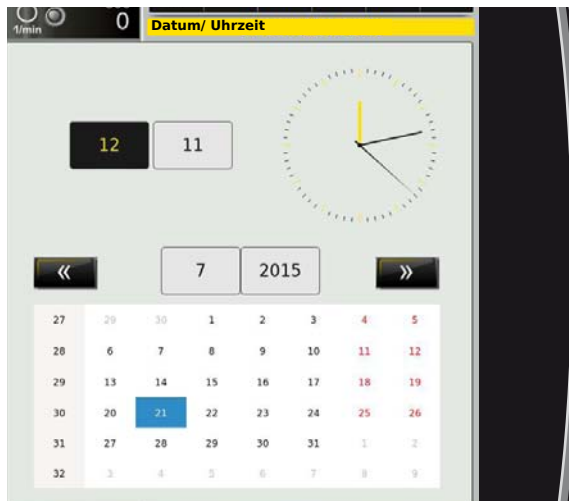 0
1/min
Datum/ Uhrzeit
12 11
« 7 2015 »
27 29 30 1 2 3 4 5
28 6 7 8 9 10 11 12
29 13 14 15 16 17 18 19
30 20 21 22 23 24 25 26
31 27 28 29 30 31 1 2
32 3 4 5 6 7 8 9